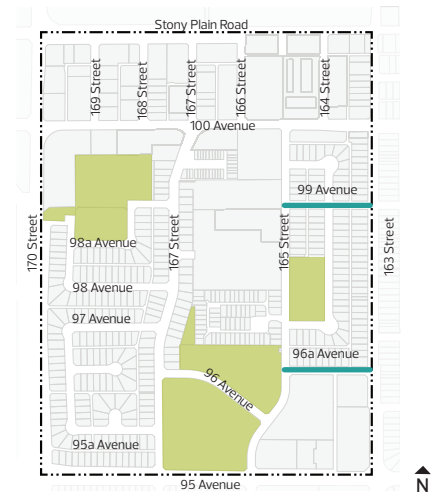 Stony Plain Road
169 Street
168 Street
167 Street
166 Street
164 Street
100 Avenue
99 Avenue
170 Street
98a Avenue
167 Street
165 Street
163 Street
98 Avenue
97 Avenue
96a Avenue
96 Avenue
95a Avenue
95 Avenue
N